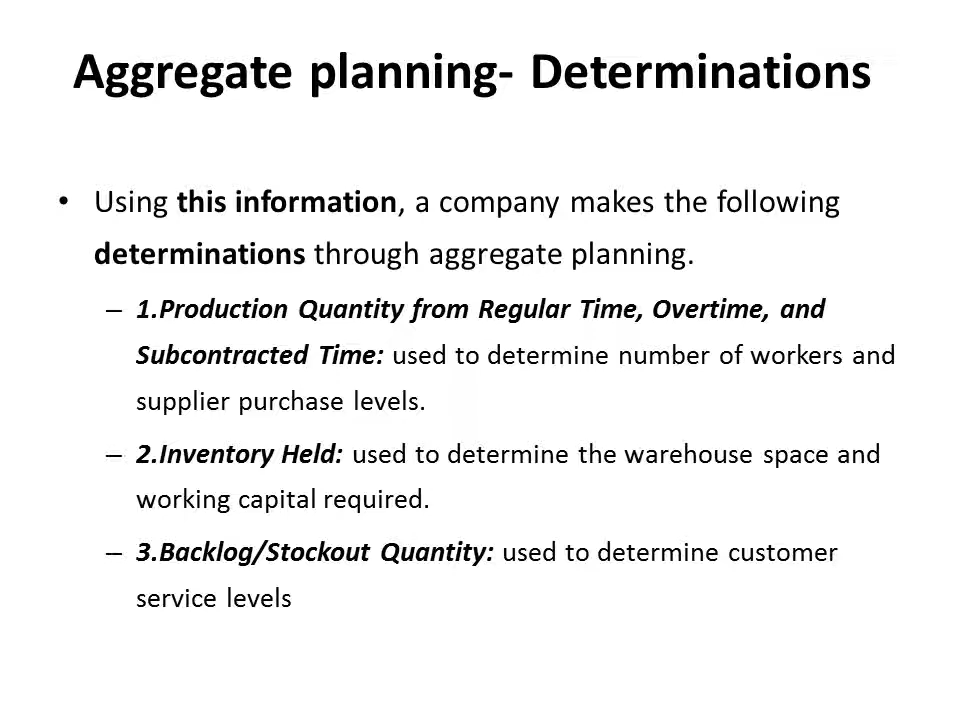 Aggregate planning- Determinations
• Using this information, a company makes the following
determinations through aggregate planning.
– 1.Production Quantity from Regular Time, Overtime, and
Subcontracted Time: used to determine number of workers and
supplier purchase levels.
– 2.Inventory Held: used to determine the warehouse space and
working capital required.
– 3.Backlog/Stockout Quantity: used to determine customer
service levels